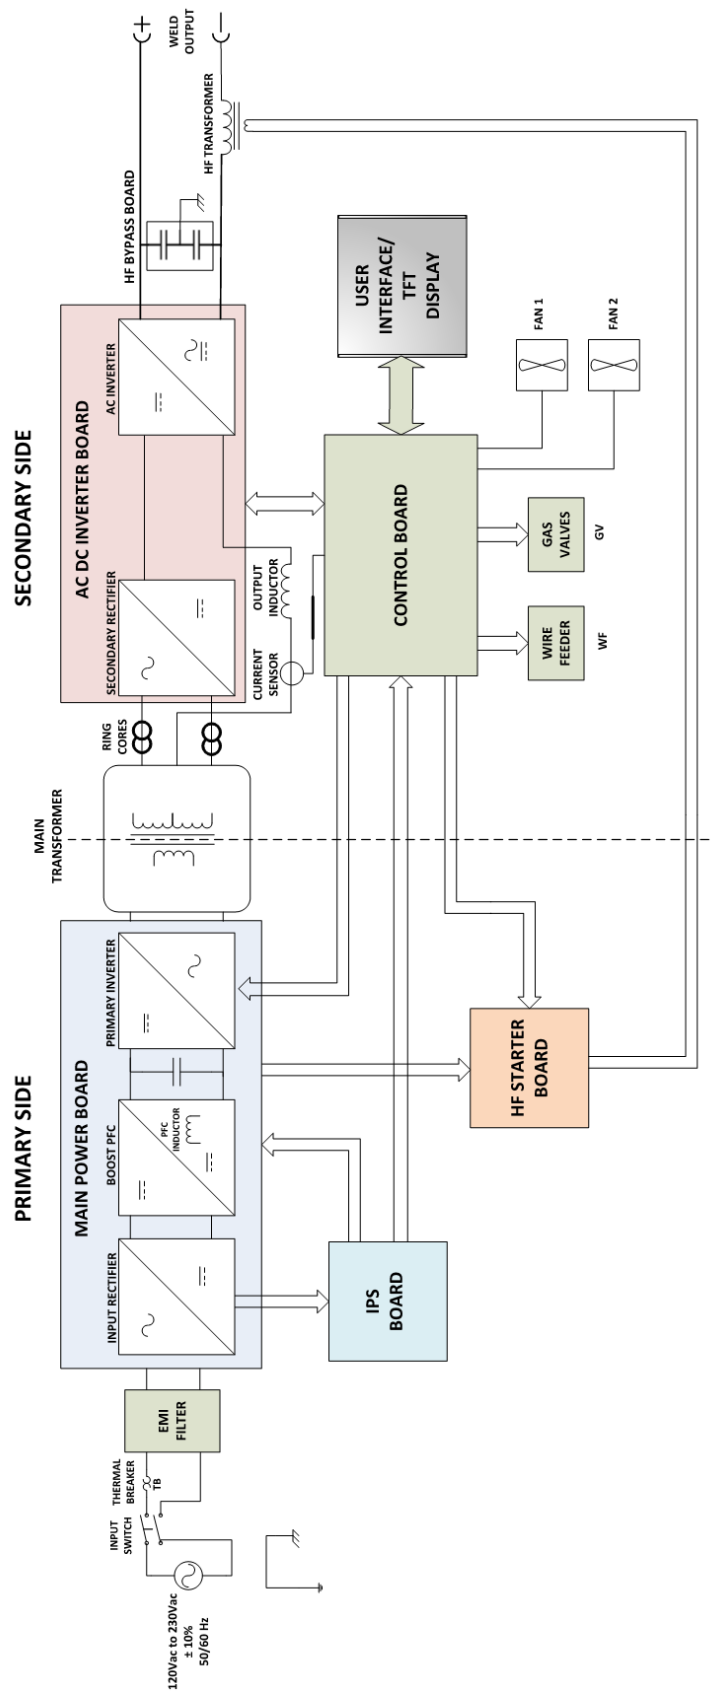 PRIMARY SIDE
SECONDARY SIDE
120Vac to 230Vac
± 10%
50/60 Hz
INPUT
SWITCH
THERMAL
BREAKER
TB
EMI
FILTER
MAIN POWER BOARD
INPUT RECTIFIER
BOOST PFC
PFC
INDUCTOR
PRIMARY INVERTER
MAIN
TRANSFORMER
RING
CORES
AC DC INVERTER BOARD
SECONDARY RECTIFIER
AC INVERTER
CURRENT
SENSOR
OUTPUT
INDUCTOR
HF BYPASS BOARD
HF TRANSFORMER
WELD
OUTPUT
+
−
IPS
BOARD
HF STARTER
BOARD
CONTROL BOARD
USER
INTERFACE/
TFT
DISPLAY
WIRE
FEEDER
WF
GAS
VALVES
GV
FAN 1
FAN 2